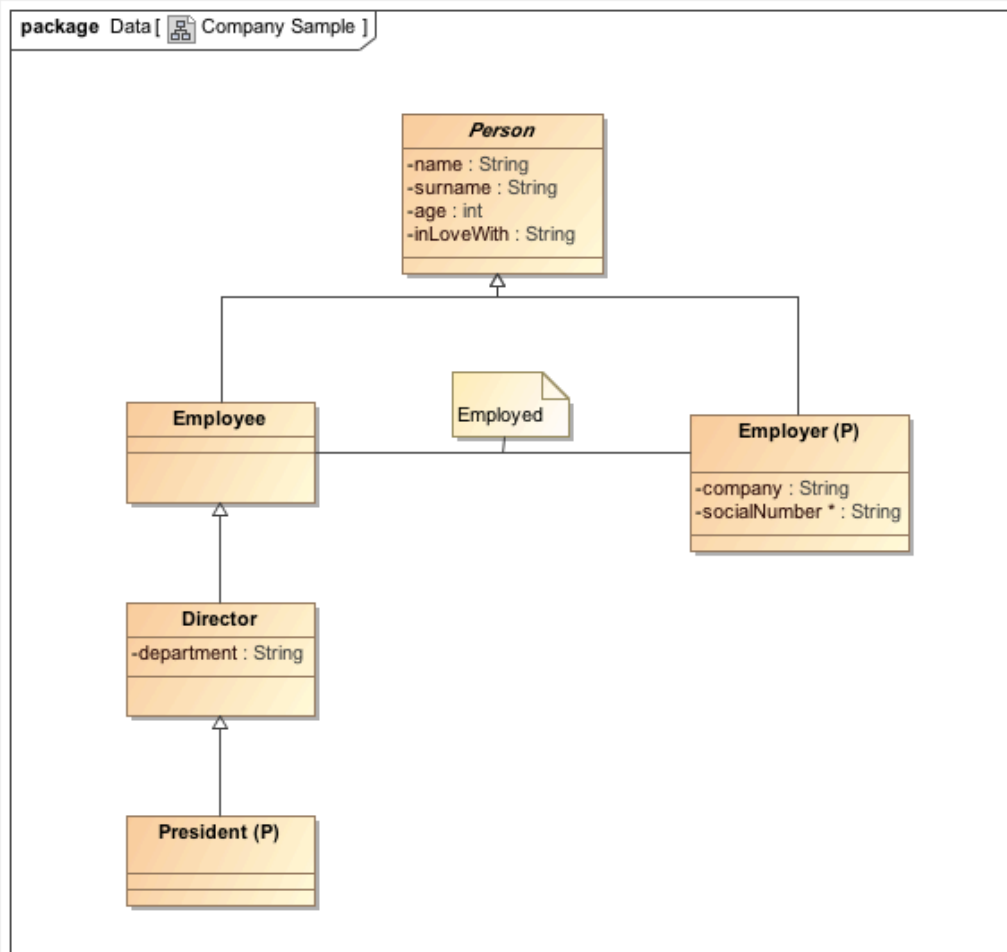 package Data [ Company Sample ]
Person
-name : String
-surname : String
-age : int
-inLoveWith : String
Employed
Employee
Employer (P)
-company : String
-socialNumber * : String
Director
-department : String
President (P)